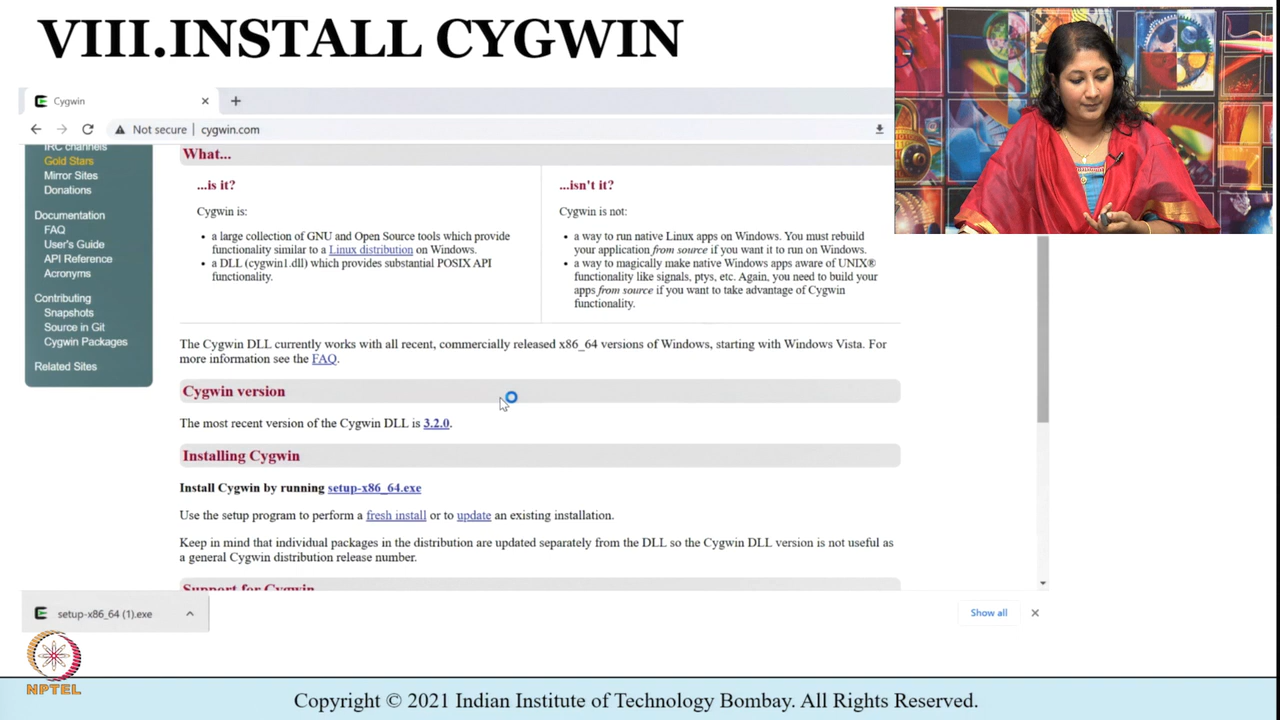 VIII.INSTALL CYGWIN
Cygwin
Not secure
cygwin.com
IRC channels
Gold Stars
Mirror Sites
Donations
Documentation
FAQ
User's Guide
API Reference
Acronyms
Contributing
Snapshots
Source in Git
Cygwin Packages
Related Sites
What...
...is it?
Cygwin is:
• a large collection of GNU and Open Source tools which provide
functionality similar to a Linux distribution on Windows.
• a DLL (cygwin1.dll) which provides substantial POSIX API
functionality.
...isn't it?
Cygwin is not:
• a way to run native Linux apps on Windows. You must rebuild
your application from source if you want it to run on Windows.
• a way to magically make native Windows apps aware of UNIX®
functionality like signals, ptys, etc. Again, you need to build your
apps from source if you want to take advantage of Cygwin
functionality.
The Cygwin DLL currently works with all recent, commercially released x86_64 versions of Windows, starting with Windows Vista. For
more information see the FAQ.
Cygwin version
The most recent version of the Cygwin DLL is 3.2.0.
Installing Cygwin
Install Cygwin by running setup-x86_64.exe
Use the setup program to perform a fresh install or to update an existing installation.
Keep in mind that individual packages in the distribution are updated separately from the DLL so the Cygwin DLL version is not useful as
a general Cygwin distribution release number.
Support for Cygwin
setup-x86_64 (1).exe
Show all
NPTEL
Copyright © 2021 Indian Institute of Technology Bombay. All Rights Reserved.